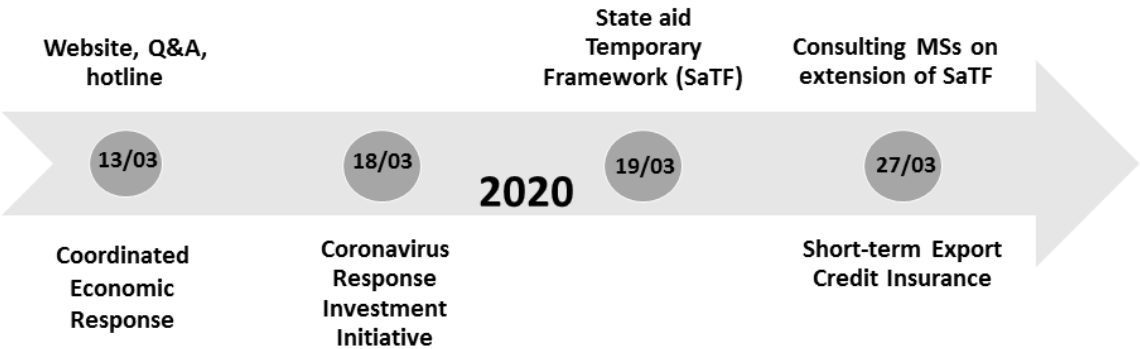 Website, Q&A,
hotline
State aid
Temporary
Framework (SaTF)
Consulting MSs on
extension of SaTF
13/03
18/03
2020
19/03
27/03
Coordinated
Economic
Response
Coronavirus
Response
Investment
Initiative
Short-term Export
Credit Insurance